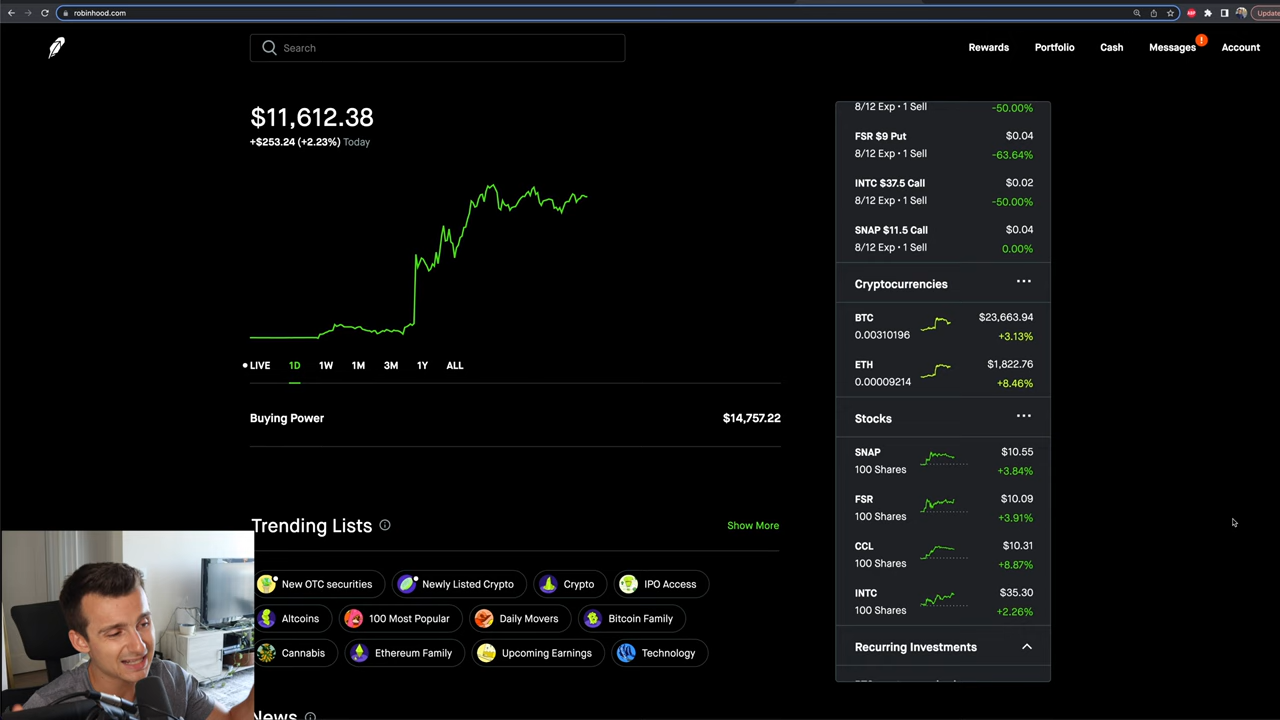 robinhood.com
Update
Search
Rewards
Portfolio
Cash
Messages
!
Account
$11,612.38
+$253.24 (+2.23%) Today
LIVE 1D 1W 1M 3M 1Y ALL
Buying Power $14,757.22
Trending Lists
Show More
New OTC securities
Newly Listed Crypto
Crypto
IPO Access
Altcoins
100 Most Popular
Daily Movers
Bitcoin Family
Cannabis
Ethereum Family
Upcoming Earnings
Technology
News
8/12 Exp • 1 Sell -50.00%
FSR $9 Put $0.04
8/12 Exp • 1 Sell -63.64%
INTC $37.5 Call $0.02
8/12 Exp • 1 Sell -50.00%
SNAP $11.5 Call $0.04
8/12 Exp • 1 Sell 0.00%
Cryptocurrencies
BTC $23,663.94
0.00310196 +3.13%
ETH $1,822.76
0.00009214 +8.46%
Stocks
SNAP $10.55
100 Shares +3.84%
FSR $10.09
100 Shares +3.91%
CCL $10.31
100 Shares +8.87%
INTC $35.30
100 Shares +2.26%
Recurring Investments